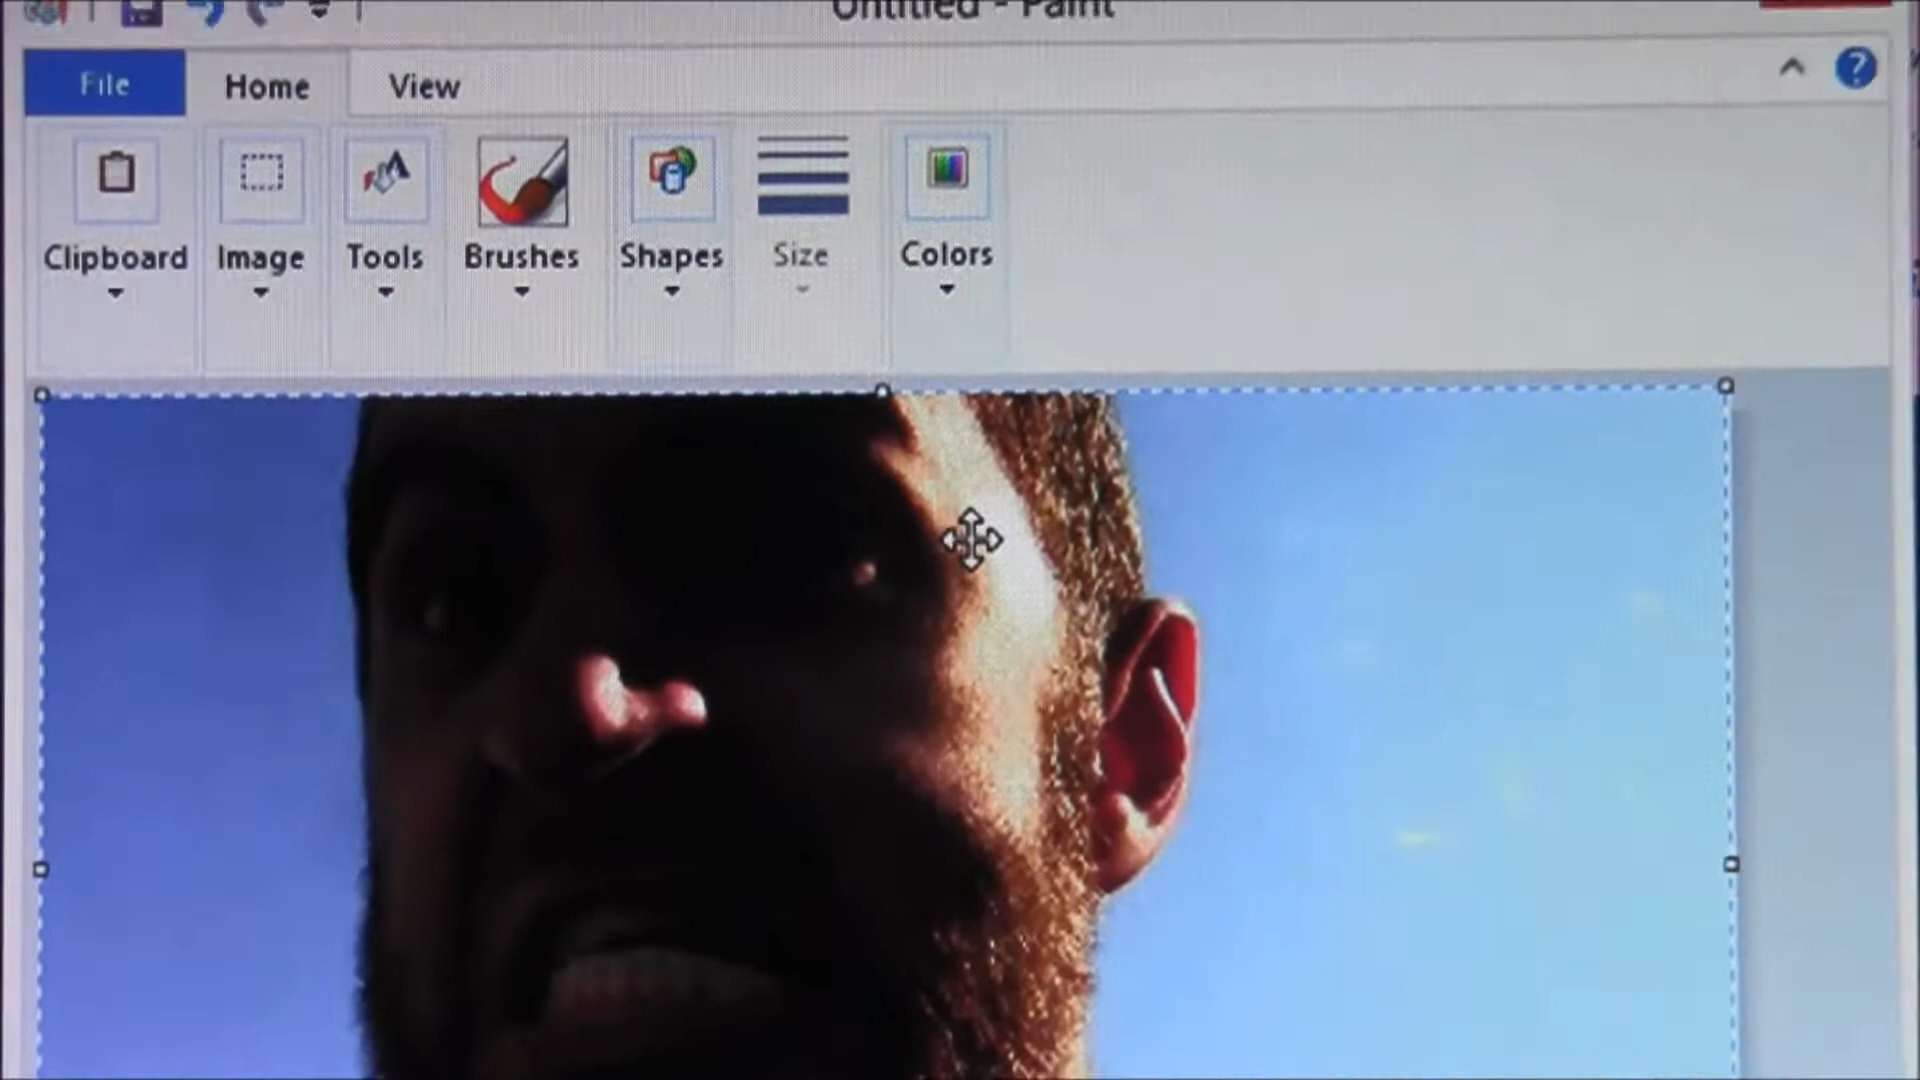 Untitled - Paint
File
Home
View
?
Clipboard
Image
Tools
Brushes
Shapes
Size
Colors